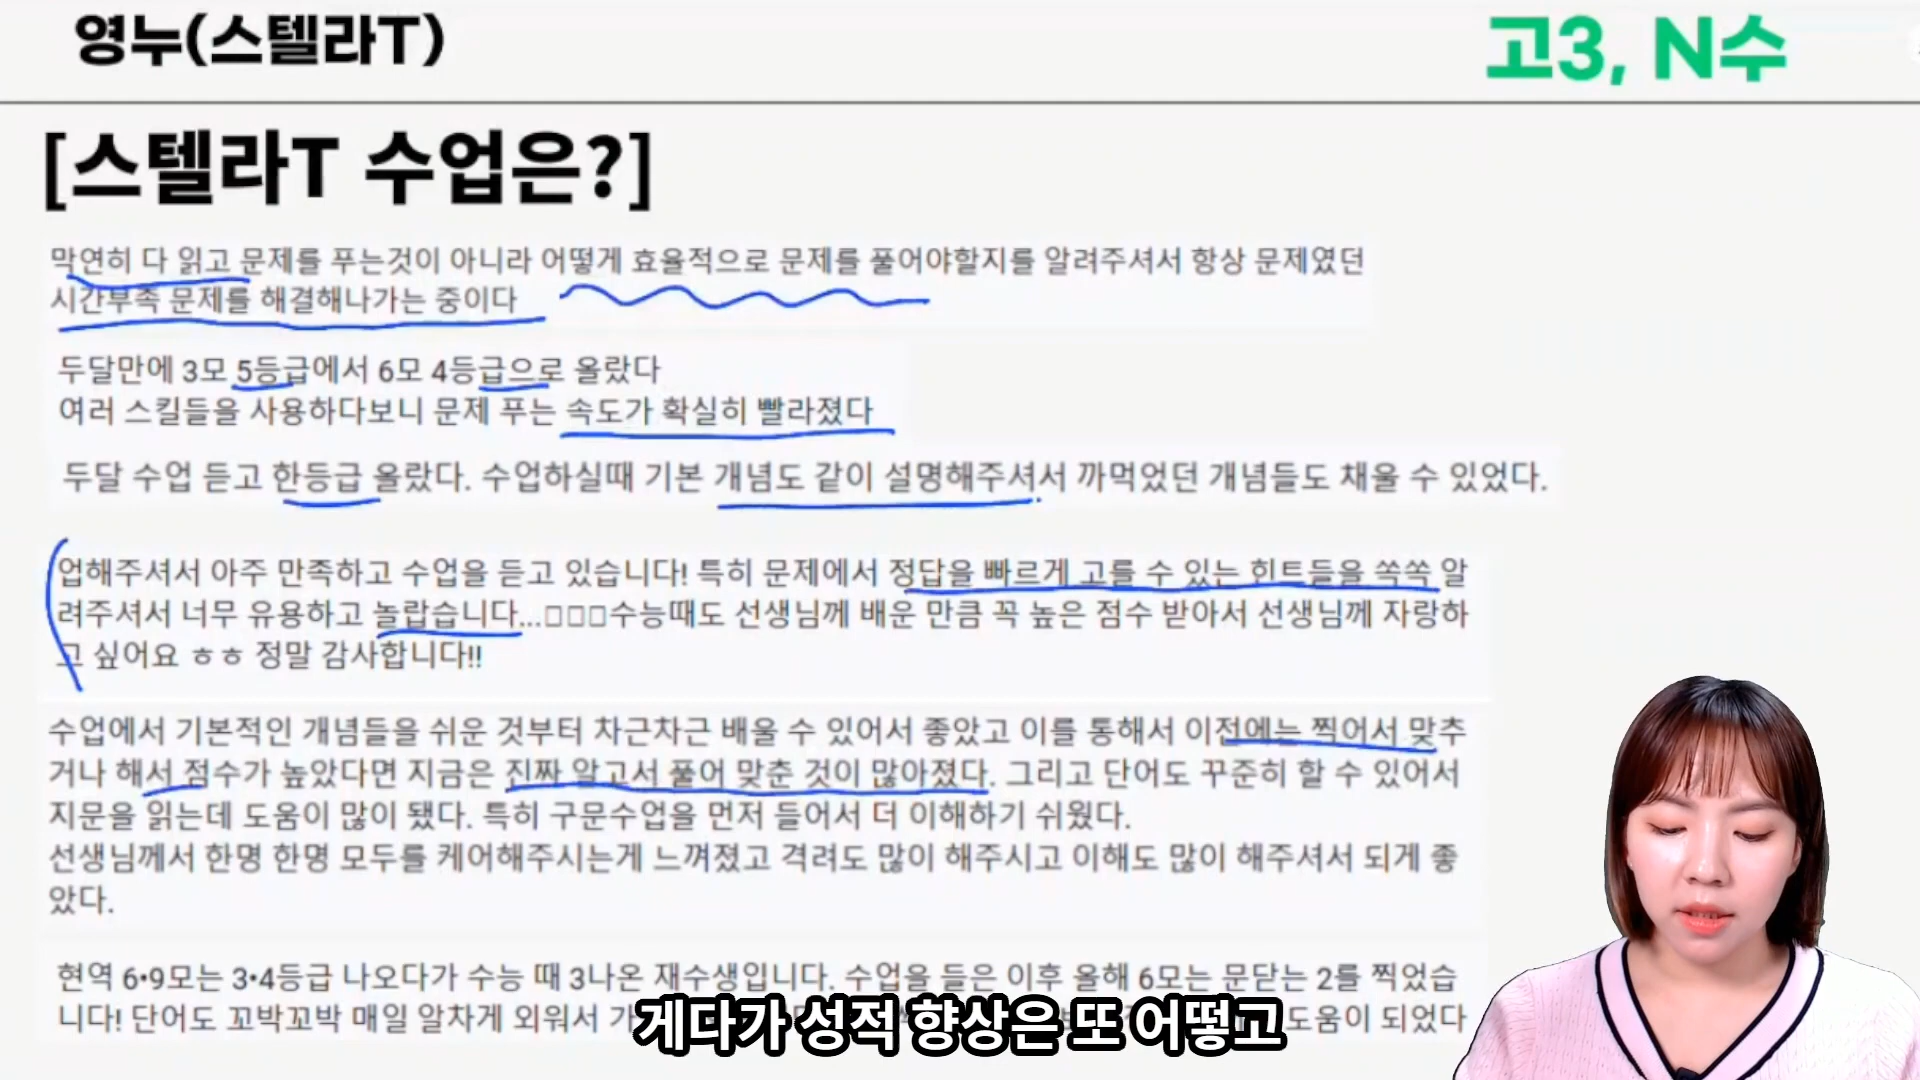 영누(스텔라T)
고3, N수
[스텔라T 수업은?]
막연히 다 읽고 문제를 푸는것이 아니라 어떻게 효율적으로 문제를 풀어야할지를 알려주셔서 항상 문제였던
시간부족 문제를 해결해나가는 중이다
두달만에 3모 5등급에서 6모 4등급으로 올랐다
여러 스킬들을 사용하다보니 문제 푸는 속도가 확실히 빨라졌다
두달 수업 듣고 한등급 올랐다. 수업하실때 기본 개념도 같이 설명해주셔서 까먹었던 개념들도 채울 수 있었다.
업해주셔서 아주 만족하고 수업을 듣고 있습니다! 특히 문제에서 정답을 빠르게 고를 수 있는 힌트들을 쏙쏙 알
려주셔서 너무 유용하고 놀랍습니다...□□□수능때도 선생님께 배운 만큼 꼭 높은 점수 받아서 선생님께 자랑하
고 싶어요 ㅎㅎ 정말 감사합니다!!
수업에서 기본적인 개념들을 쉬운 것부터 차근차근 배울 수 있어서 좋았고 이를 통해서 이전에는 찍어서 맞추
거나 해서 점수가 높았다면 지금은 진짜 알고서 풀어 맞춘 것이 많아졌다. 그리고 단어도 꾸준히 할 수 있어서
지문을 읽는데 도움이 많이 됐다. 특히 구문수업을 먼저 들어서 더 이해하기 쉬웠다.
선생님께서 한명 한명 모두를 케어해주시는게 느껴졌고 격려도 많이 해주시고 이해도 많이 해주셔서 되게 좋
았다.
현역 6•9모는 3•4등급 나오다가 수능 때 3나온 재수생입니다. 수업을 들은 이후 올해 6모는 문닫는 2를 찍었습
니다! 단어도 꼬박꼬박 매일 알차게 외워서 도움이 되었다
게다가 성적 향상은 또 어떻고